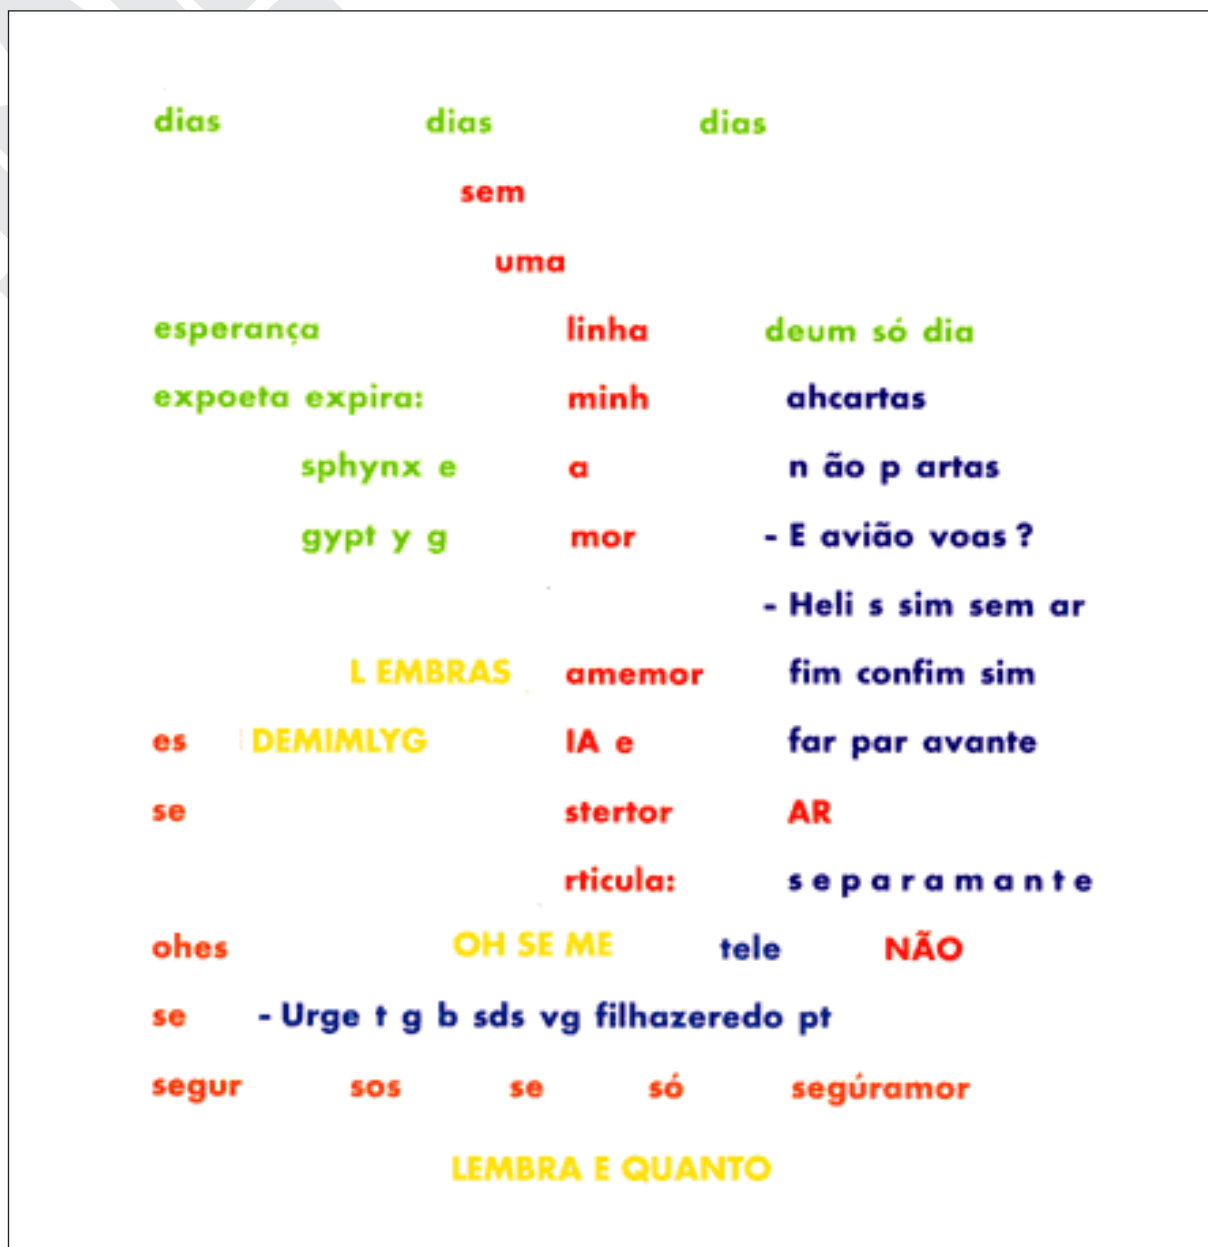 dias dias dias
sem
uma
esperança linha deum só dia
expoeta expira: minh ahcartas
sphynx e a n ão p artas
gypt y g mor - E avião voas ?
- Heli s sim sem ar
L EMBRAS amemor fim confim sim
es DEMIMLYG IA e far par avante
se stertor AR
rticula: s e p a r a m a n t e
ohes OH SE ME tele NÃO
se - Urge t g b sds vg filhazeredo pt
segur sos se só segúramor
LEMBRA E QUANTO